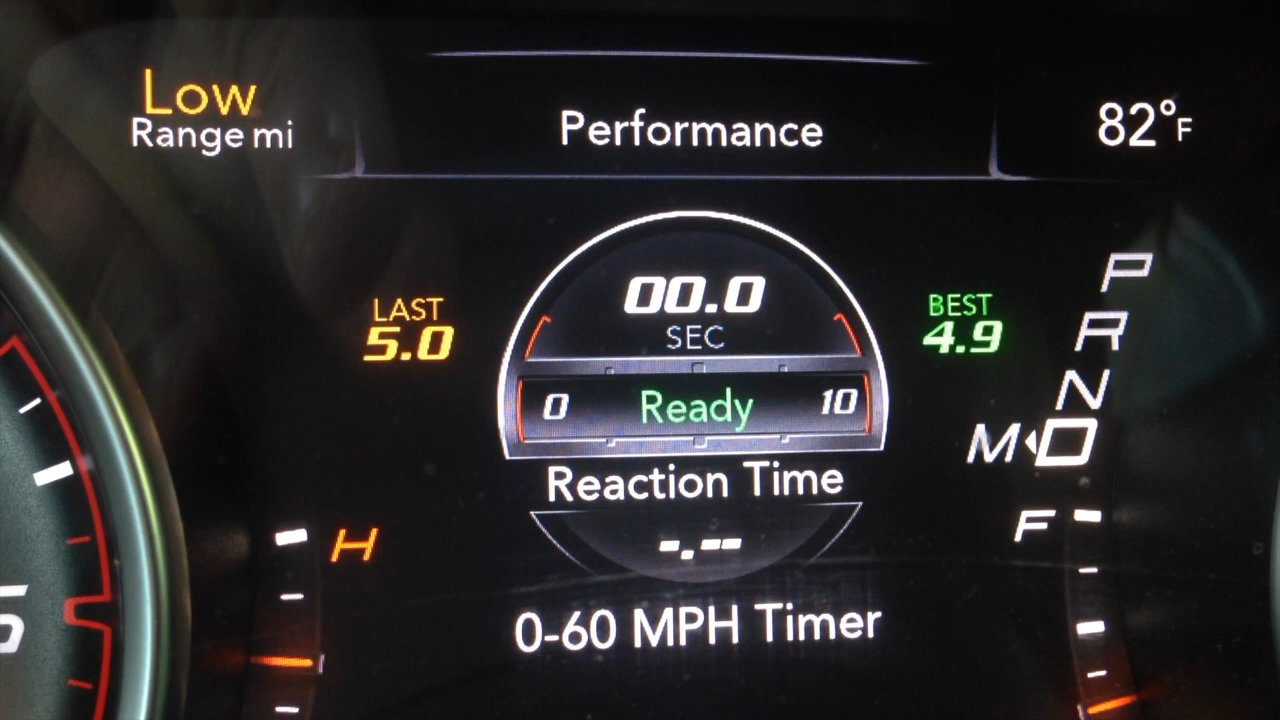 Low
Range mi
Performance
82°F
LAST
5.0
00.0
SEC
BEST
4.9
0 Ready 10
Reaction Time
-.--
0-60 MPH Timer
P
R
N
M D
H
F